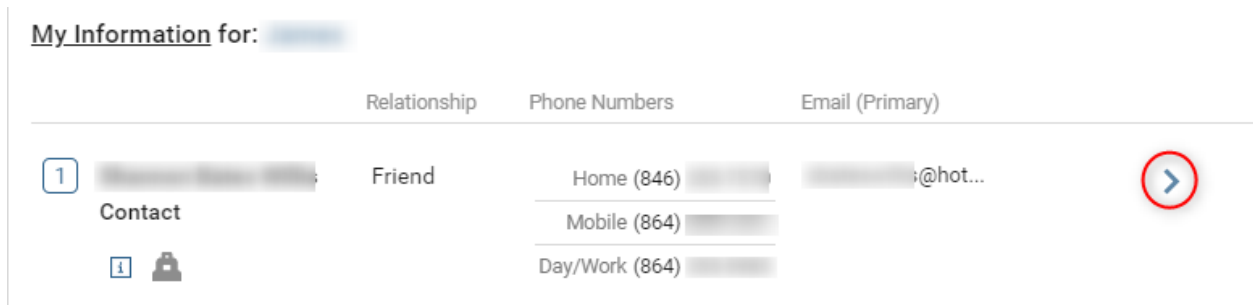 My Information for:
Relationship Phone Numbers Email (Primary)
1 Friend Home (846) @hot...
Contact Mobile (864)
i Day/Work (864)